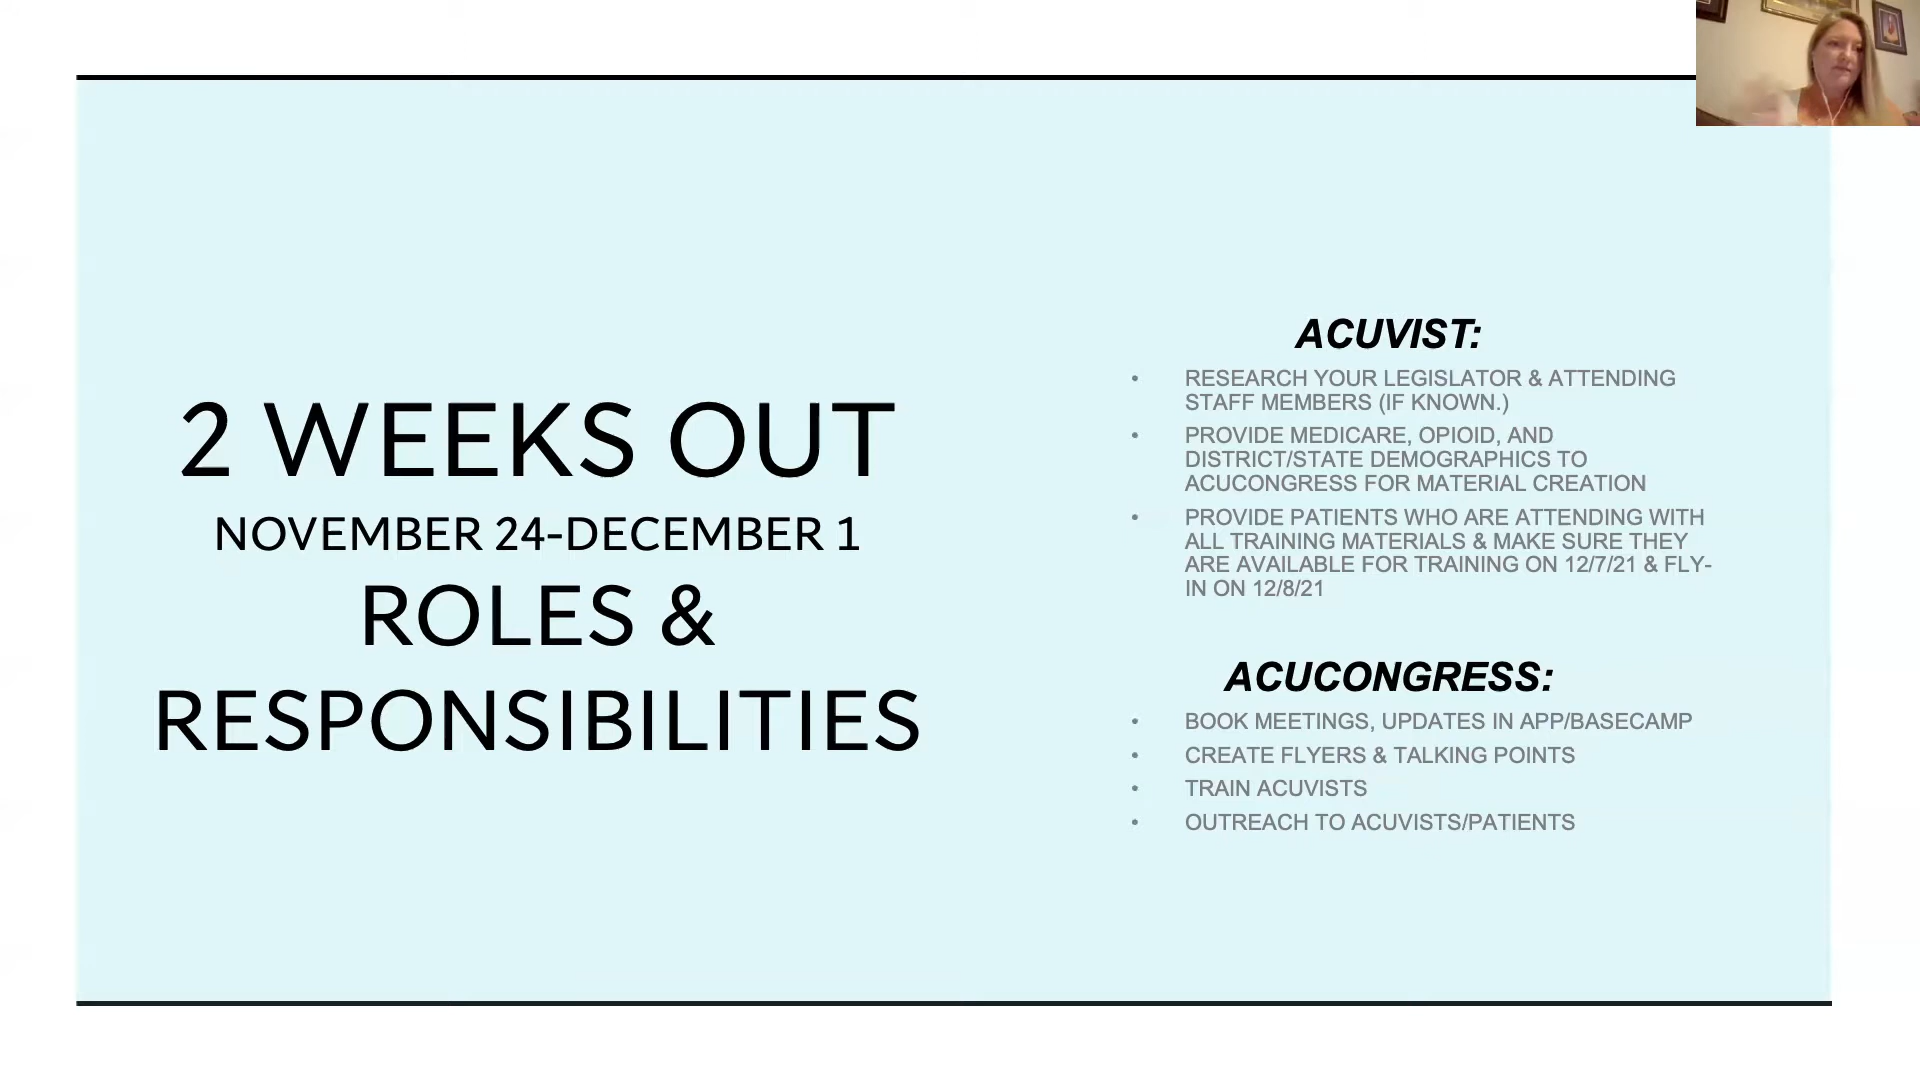 2 WEEKS OUT
NOVEMBER 24-DECEMBER 1
ROLES &
RESPONSIBILITIES
ACUVIST:
• RESEARCH YOUR LEGISLATOR & ATTENDING
STAFF MEMBERS (IF KNOWN.)
• PROVIDE MEDICARE, OPIOID, AND
DISTRICT/STATE DEMOGRAPHICS TO
ACUCONGRESS FOR MATERIAL CREATION
• PROVIDE PATIENTS WHO ARE ATTENDING WITH
ALL TRAINING MATERIALS & MAKE SURE THEY
ARE AVAILABLE FOR TRAINING ON 12/7/21 & FLY-
IN ON 12/8/21
ACUCONGRESS:
• BOOK MEETINGS, UPDATES IN APP/BASECAMP
• CREATE FLYERS & TALKING POINTS
• TRAIN ACUVISTS
• OUTREACH TO ACUVISTS/PATIENTS